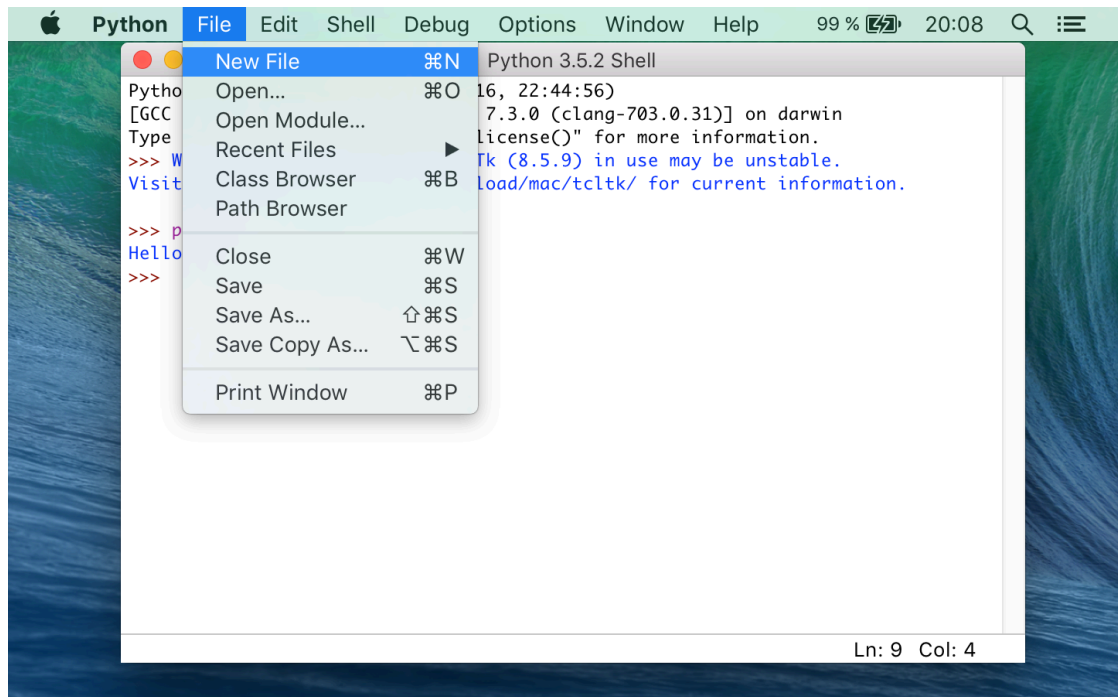 Python File Edit Shell Debug Options Window Help 99 % 20:08
Python 3.5.2 Shell
New File ⌘N
Open... ⌘O
Open Module...
Recent Files ▶
Class Browser ⌘B
Path Browser
Close ⌘W
Save ⌘S
Save As... ⇧⌘S
Save Copy As... ⌥⌘S
Print Window ⌘P
Pytho 16, 22:44:56)
[GCC 7.3.0 (clang-703.0.31)] on darwin
Type license()" for more information.
>>> W Tk (8.5.9) in use may be unstable.
Visit load/mac/tcltk/ for current information.
>>> p
Hello
>>>
Ln: 9 Col: 4